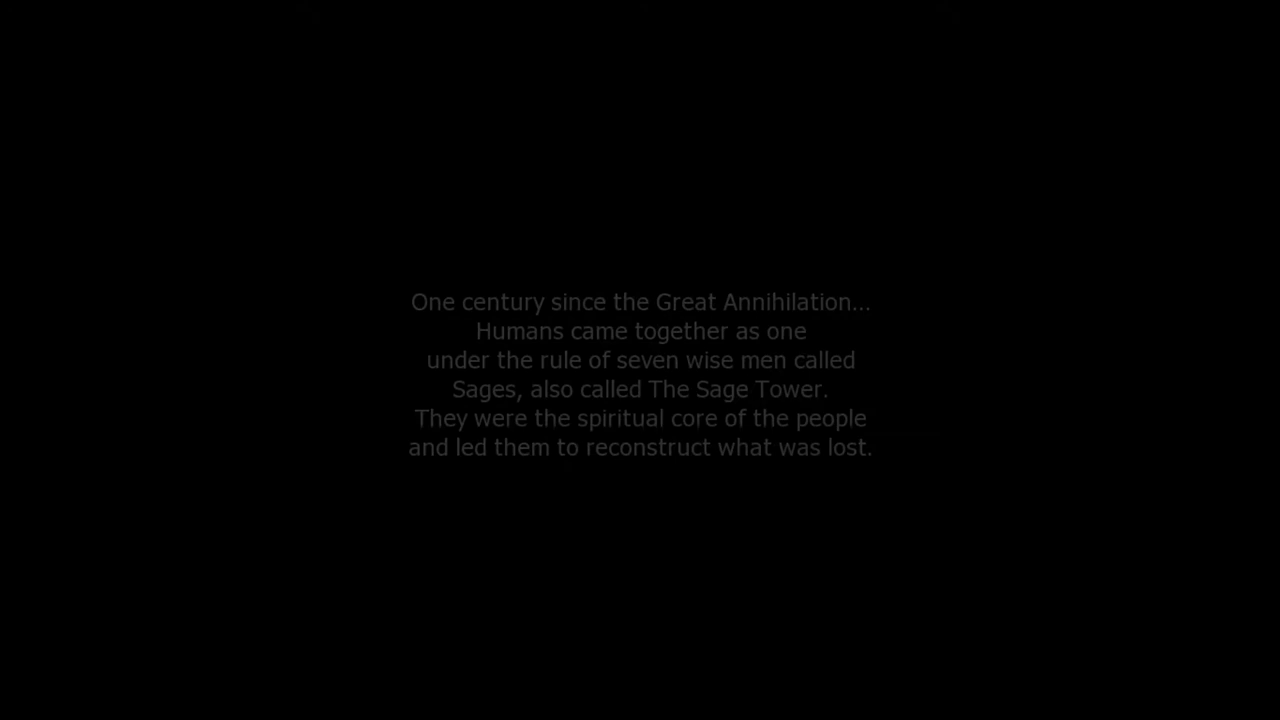 One century since the Great Annihilation...
Humans came together as one
under the rule of seven wise men called
Sages, also called The Sage Tower.
They were the spiritual core of the people
and led them to reconstruct what was lost.